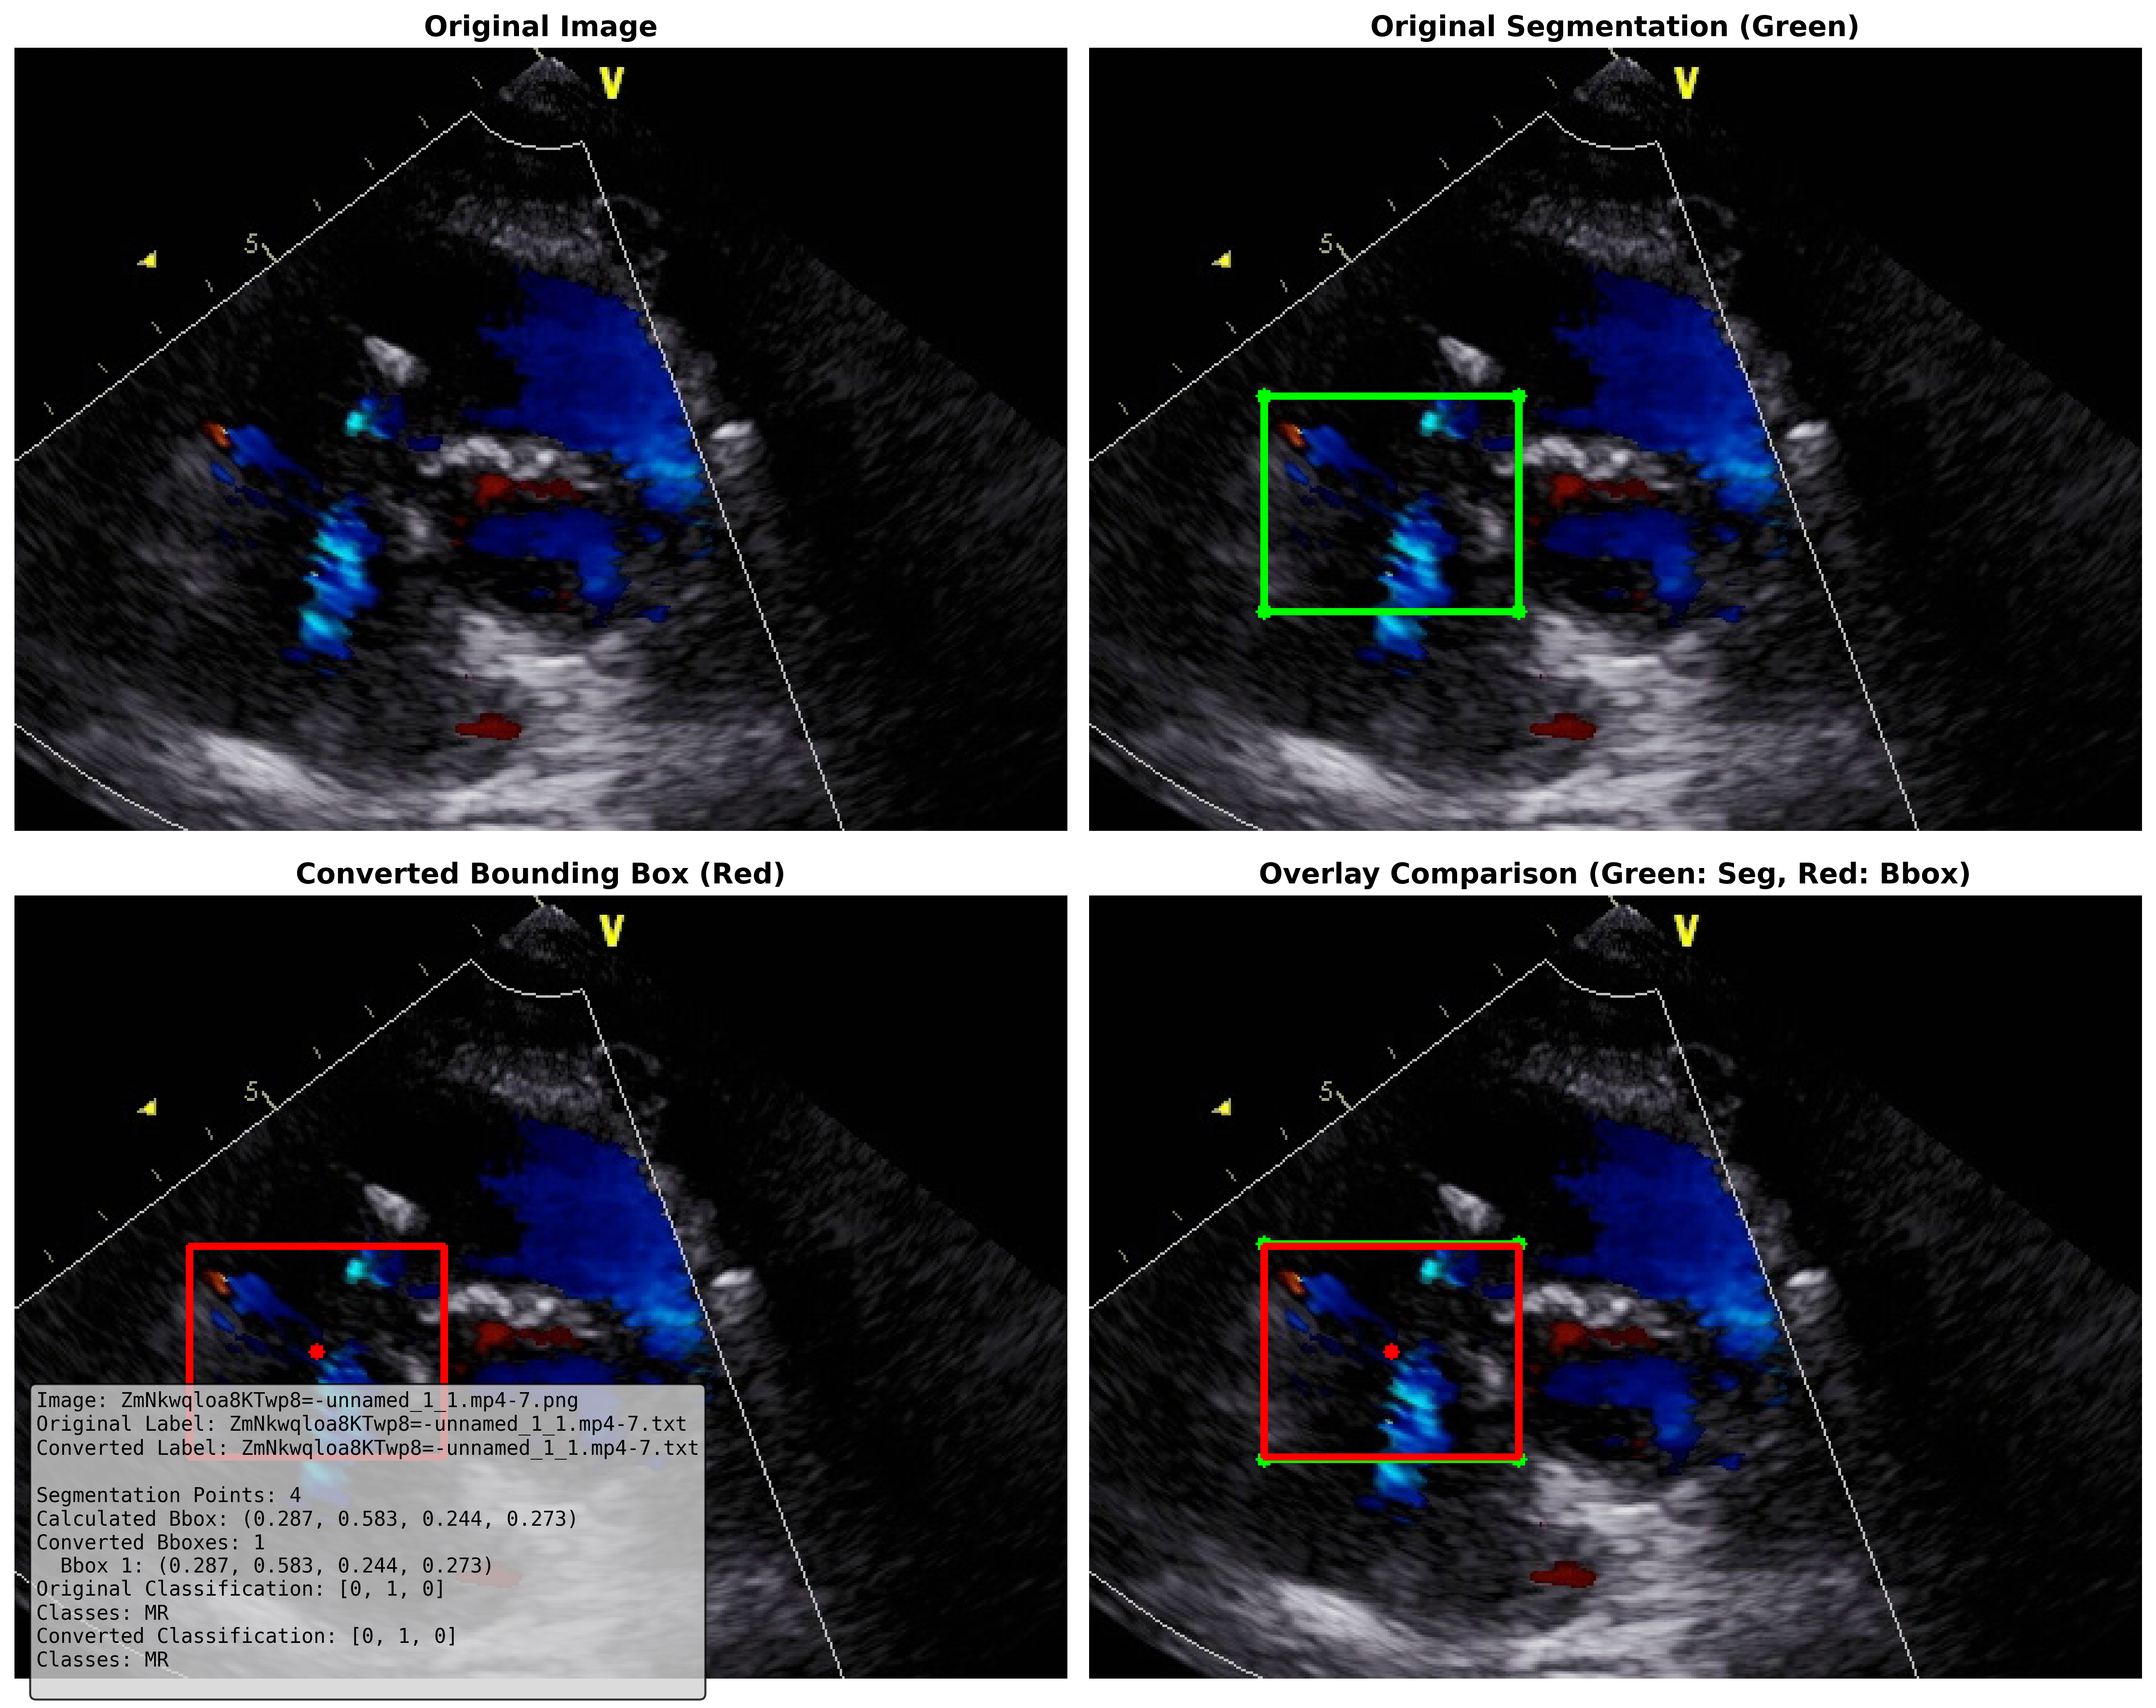 Original Image
Original Segmentation (Green)
V
5
V
5
Converted Bounding Box (Red)
Overlay Comparison (Green: Seg, Red: Bbox)
V
5
V
5
Image: ZmNkwqloa8KTwp8=-unnamed_1_1.mp4-7.png
Original Label: ZmNkwqloa8KTwp8=-unnamed_1_1.mp4-7.txt
Converted Label: ZmNkwqloa8KTwp8=-unnamed_1_1.mp4-7.txt
Segmentation Points: 4
Calculated Bbox: (0.287, 0.583, 0.244, 0.273)
Converted Bboxes: 1
Bbox 1: (0.287, 0.583, 0.244, 0.273)
Original Classification: [0, 1, 0]
Classes: MR
Converted Classification: [0, 1, 0]
Classes: MR